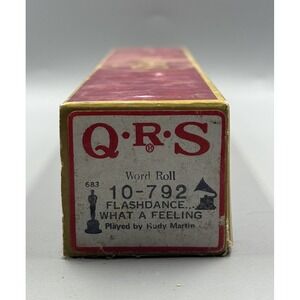 Q·R·S
®
Word Roll
683
10-792
FLASHDANCE...
WHAT A FEELING
Played by Rudy Martin